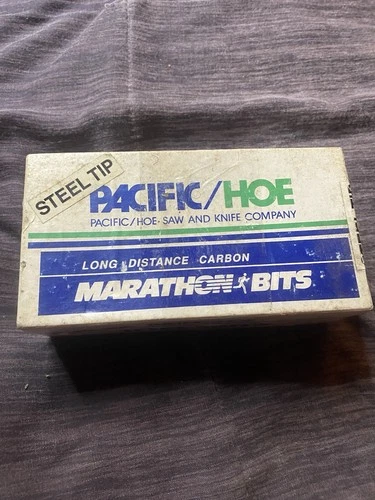 STEEL TIP
PACIFIC/HOE
PACIFIC/HOE SAW AND KNIFE COMPANY
LONG DISTANCE CARBON
MARATHON BITS